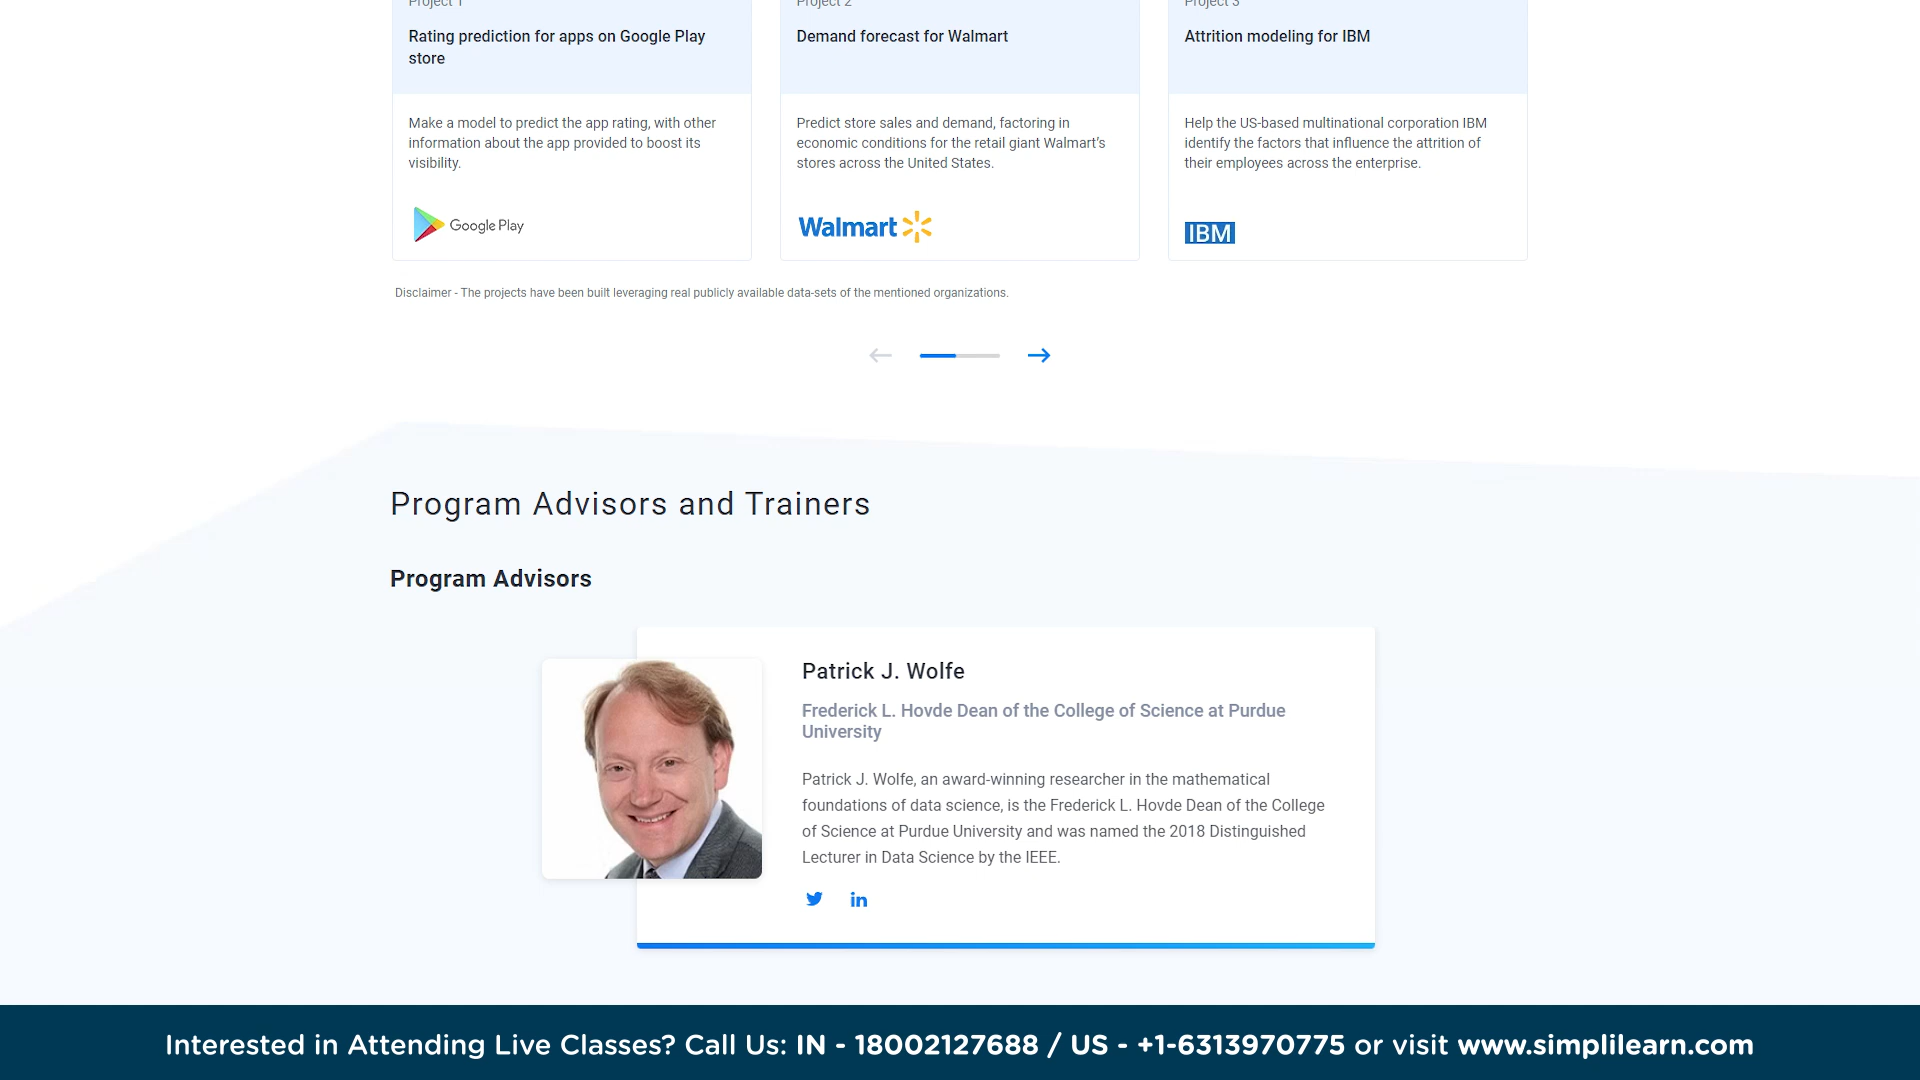 Project 1
Project 2
Project 3
Rating prediction for apps on Google Play
store
Demand forecast for Walmart
Attrition modeling for IBM
Make a model to predict the app rating, with other
information about the app provided to boost its
visibility.
Predict store sales and demand, factoring in
economic conditions for the retail giant Walmart’s
stores across the United States.
Help the US-based multinational corporation IBM
identify the factors that influence the attrition of
their employees across the enterprise.
Google Play
Walmart
IBM
Disclaimer - The projects have been built leveraging real publicly available data-sets of the mentioned organizations.
Program Advisors and Trainers
Program Advisors
Patrick J. Wolfe
Frederick L. Hovde Dean of the College of Science at Purdue
University
Patrick J. Wolfe, an award-winning researcher in the mathematical
foundations of data science, is the Frederick L. Hovde Dean of the College
of Science at Purdue University and was named the 2018 Distinguished
Lecturer in Data Science by the IEEE.
in
Interested in Attending Live Classes? Call Us: IN - 18002127688 / US - +1-6313970775 or visit www.simplilearn.com